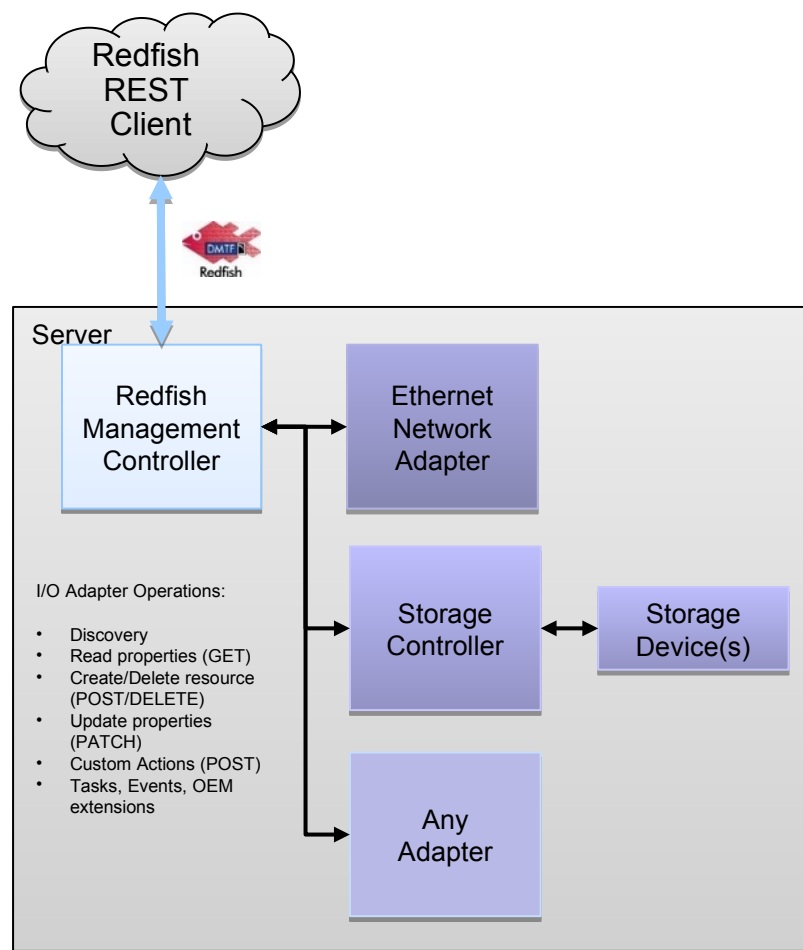 Redfish
REST
Client
DMTF
Redfish
Server
Redfish
Management
Controller
Ethernet
Network
Adapter
I/O Adapter Operations:
• Discovery
• Read properties (GET)
• Create/Delete resource
(POST/DELETE)
• Update properties
(PATCH)
• Custom Actions (POST)
• Tasks, Events, OEM
extensions
Storage
Controller
Storage
Device(s)
Any
Adapter